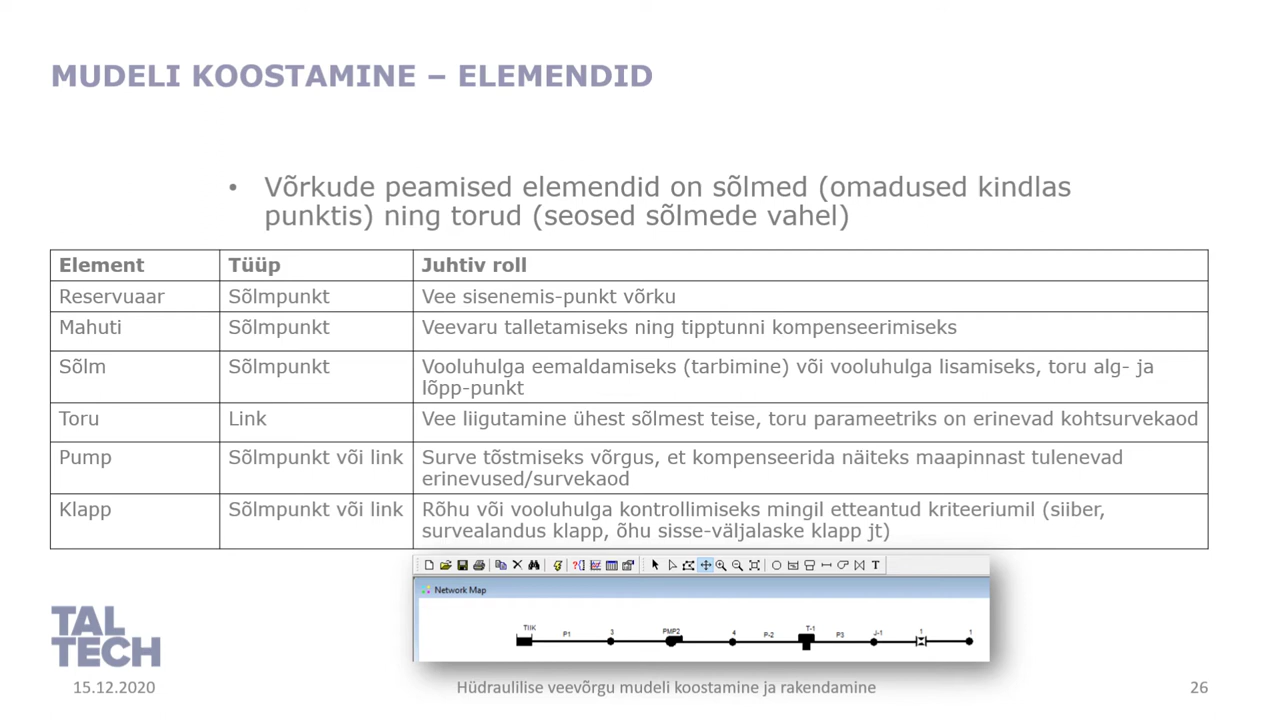 MUDELI KOOSTAMINE – ELEMENDID
• Võrkude peamised elemendid on sõlmed (omadused kindlas
punktis) ning torud (seosed sõlmede vahel)
Element Tüüp Juhtiv roll
Reservuaar Sõlmpunkt Vee sisenemis-punkt võrku
Mahuti Sõlmpunkt Veevaru talletamiseks ning tipptunni kompenseerimiseks
Sõlm Sõlmpunkt Vooluhulga eemaldamiseks (tarbimine) või vooluhulga lisamiseks, toru alg- ja
lõpp-punkt
Toru Link Vee liigutamine ühest sõlmest teise, toru parameetriks on erinevad kohtsurvekaod
Pump Sõlmpunkt või link Surve tõstmiseks võrgus, et kompenseerida näiteks maapinnast tulenevad
erinevused/survekaod
Klapp Sõlmpunkt või link Rõhu või vooluhulga kontrollimiseks mingil etteantud kriteeriumil (siiber,
survealandus klapp, õhu sisse-väljalaske klapp jt)
T
Network Map
TIIK P1 3 PMP2 4 P-2 T-1 P3 J-1 1 1
TAL
TECH
15.12.2020 Hüdraulilise veevõrgu mudeli koostamine ja rakendamine 26